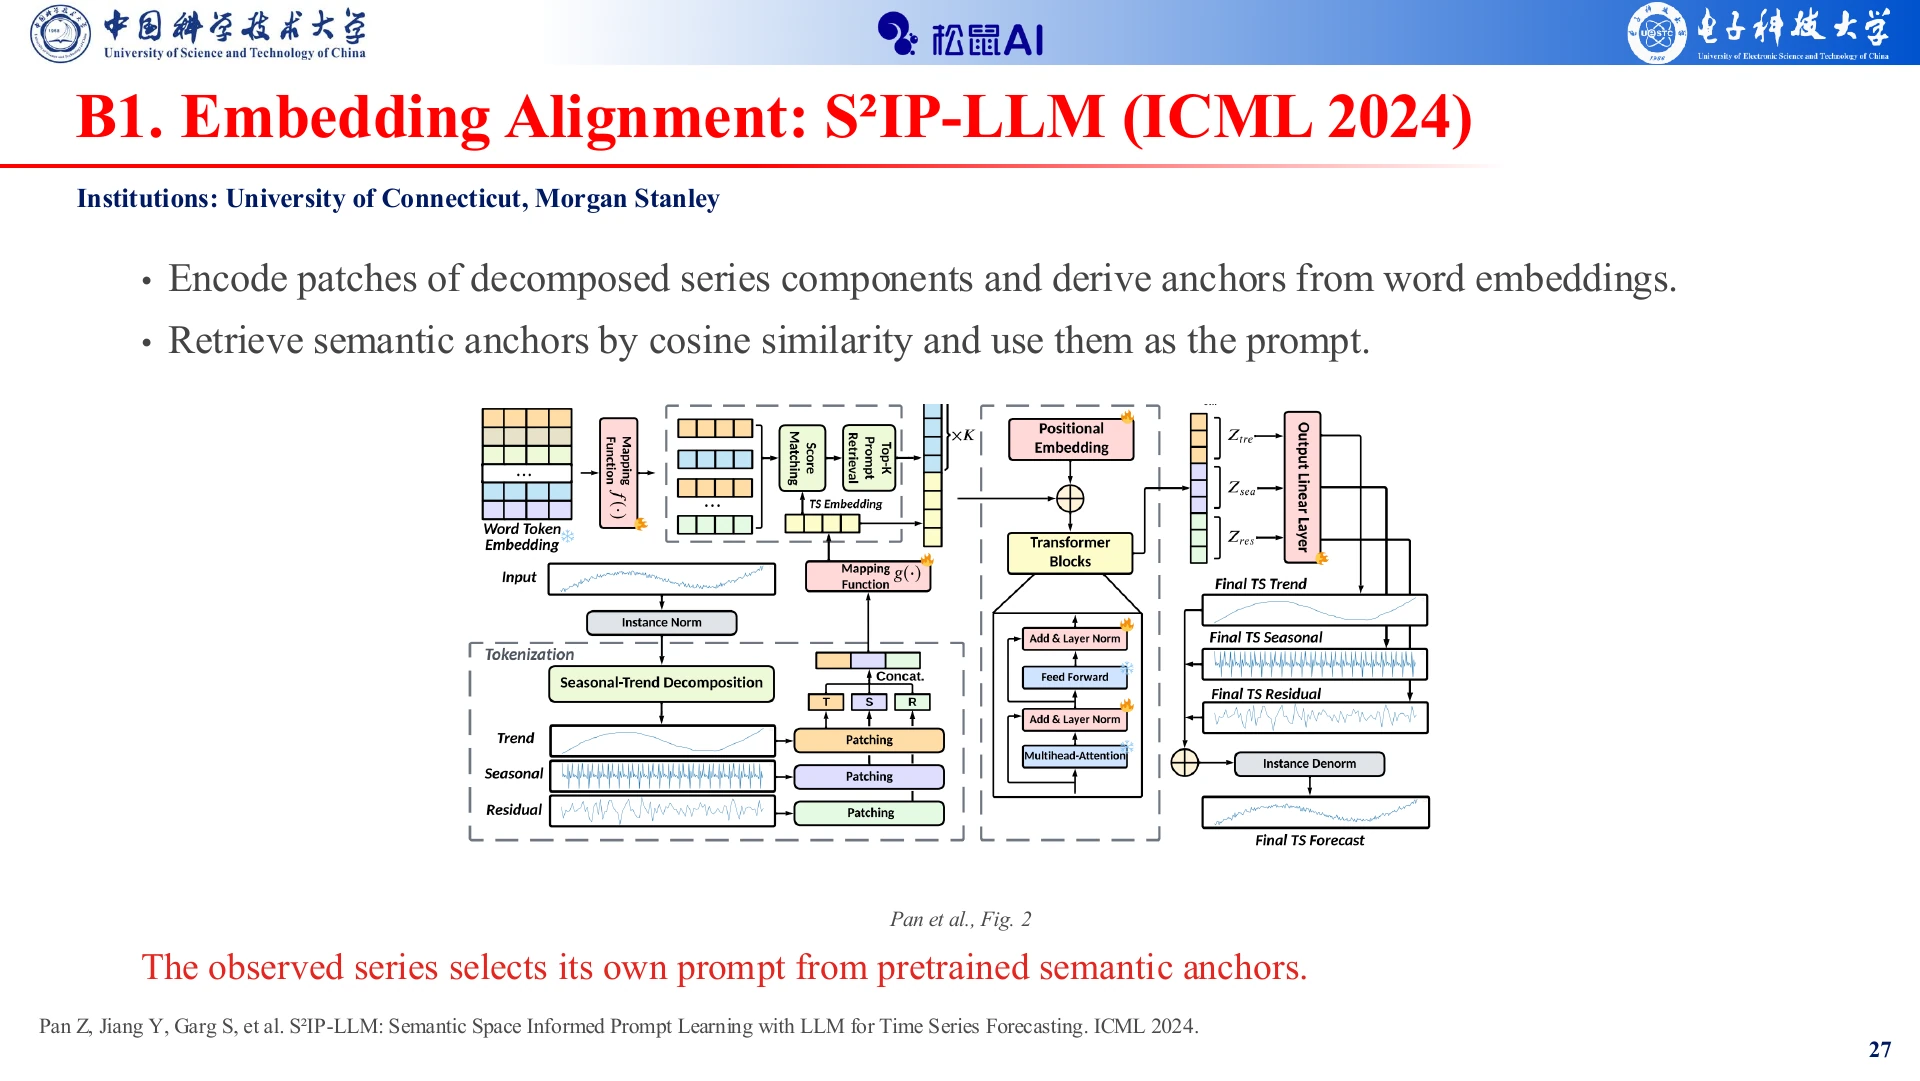 中国科学技术大学
University of Science and Technology of China
松鼠AI
电子科技大学
University of Electronic Science and Technology of China
B1. Embedding Alignment: S²IP-LLM (ICML 2024)
Institutions: University of Connecticut, Morgan Stanley
• Encode patches of decomposed series components and derive anchors from word embeddings.
• Retrieve semantic anchors by cosine similarity and use them as the prompt.
...
Word Token
Embedding
Mapping
Function f(·)
...
Score
Matching
Top-K
Prompt
Retrieval
TS Embedding
×K
Mapping
Function g(·)
Input
Instance Norm
Tokenization
Seasonal-Trend Decomposition
Concat.
T
S
R
Trend
Patching
Seasonal
Patching
Residual
Patching
Positional
Embedding
Transformer
Blocks
Add & Layer Norm
Feed Forward
Add & Layer Norm
Multihead-Attention
Z_tre
Z_sea
Z_res
Output Linear Layer
Final TS Trend
Final TS Seasonal
Final TS Residual
Instance Denorm
Final TS Forecast
Pan et al., Fig. 2
The observed series selects its own prompt from pretrained semantic anchors.
Pan Z, Jiang Y, Garg S, et al. S²IP-LLM: Semantic Space Informed Prompt Learning with LLM for Time Series Forecasting. ICML 2024.
27